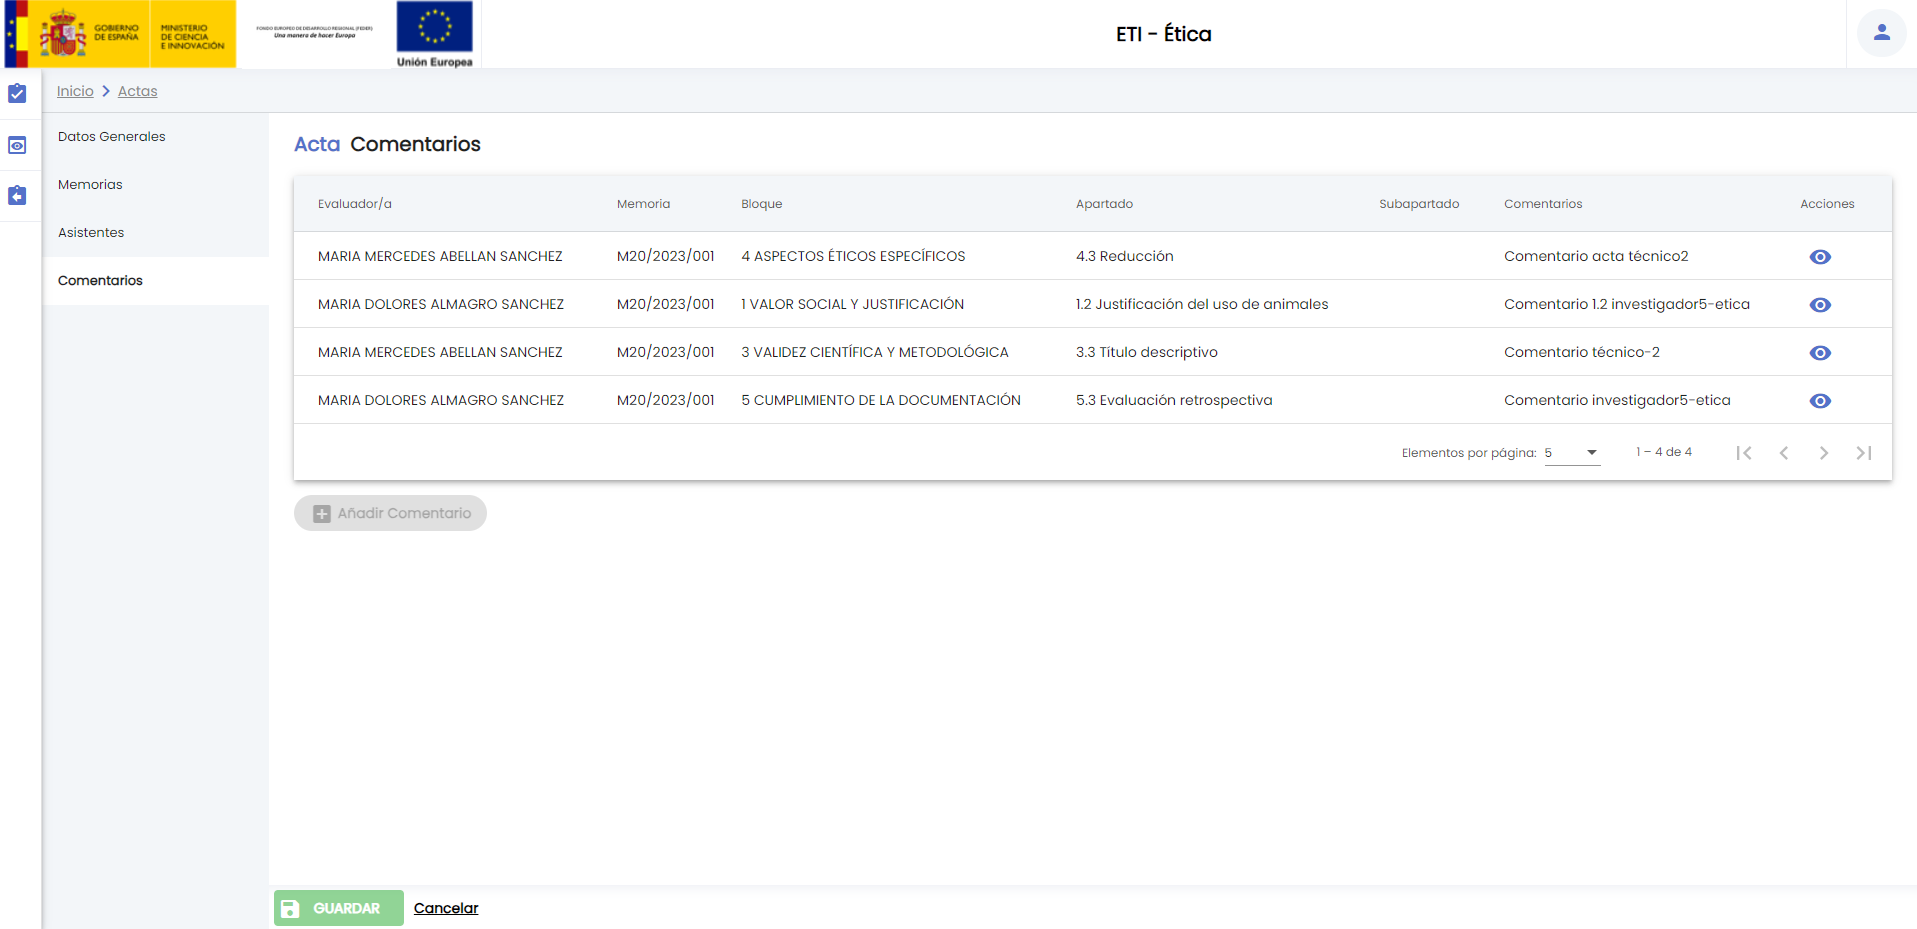 GOBIERNO
DE ESPAÑA
MINISTERIO
DE CIENCIA
E INNOVACIÓN
FONDO EUROPEO DE DESARROLLO REGIONAL (FEDER)
Una manera de hacer Europa
Unión Europea
ETI - Ética
Inicio Actas
Datos Generales
Memorias
Asistentes
Comentarios
Acta Comentarios
Evaluador/a Memoria Bloque Apartado Subapartado Comentarios Acciones
MARIA MERCEDES ABELLAN SANCHEZ M20/2023/001 4 ASPECTOS ÉTICOS ESPECÍFICOS 4.3 Reducción Comentario acta técnico2
MARIA DOLORES ALMAGRO SANCHEZ M20/2023/001 1 VALOR SOCIAL Y JUSTIFICACIÓN 1.2 Justificación del uso de animales Comentario 1.2 investigador5-etica
MARIA MERCEDES ABELLAN SANCHEZ M20/2023/001 3 VALIDEZ CIENTÍFICA Y METODOLÓGICA 3.3 Título descriptivo Comentario técnico-2
MARIA DOLORES ALMAGRO SANCHEZ M20/2023/001 5 CUMPLIMIENTO DE LA DOCUMENTACIÓN 5.3 Evaluación retrospectiva Comentario investigador5-etica
Elementos por página: 5 1 – 4 de 4
Añadir Comentario
GUARDAR Cancelar